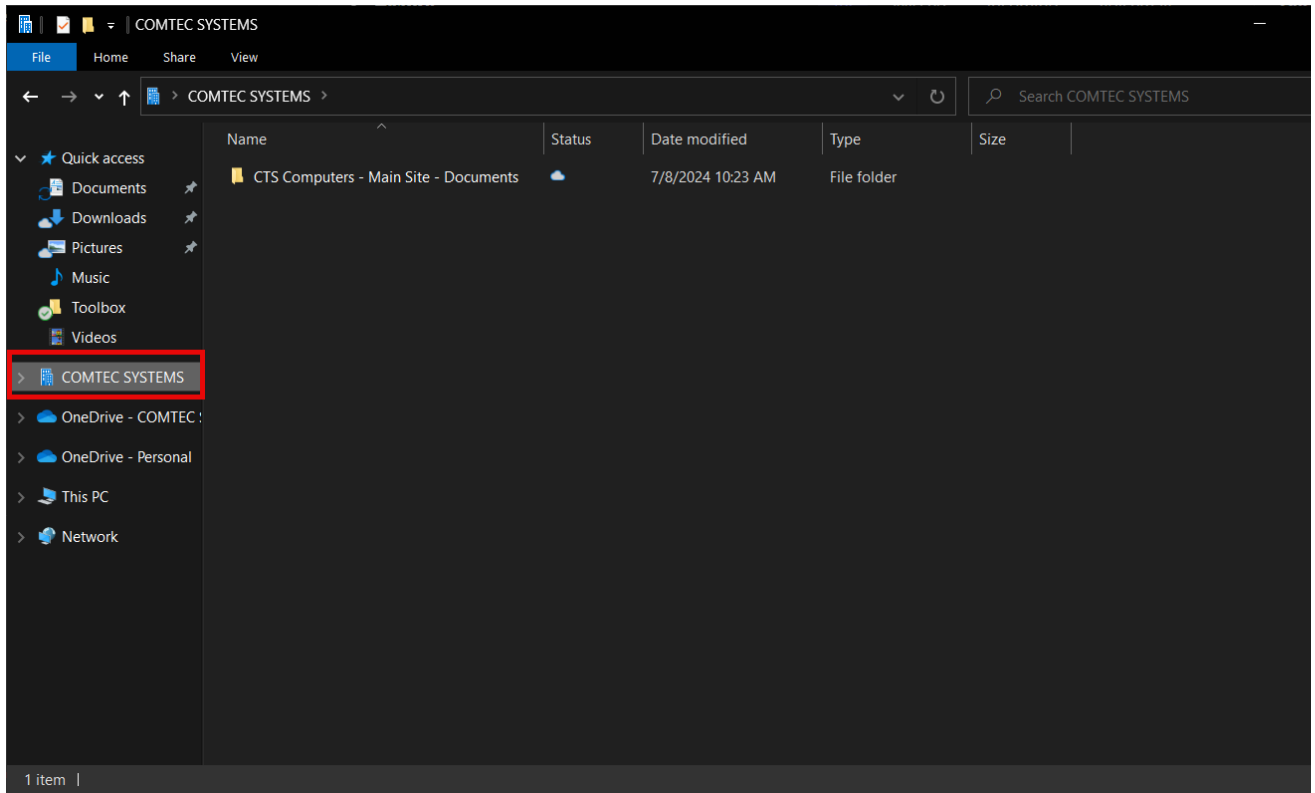 COMTEC SYSTEMS
File Home Share View
COMTEC SYSTEMS
Search COMTEC SYSTEMS
Name Status Date modified Type Size
Quick access
CTS Computers - Main Site - Documents 7/8/2024 10:23 AM File folder
Documents
Downloads
Pictures
Music
Toolbox
Videos
COMTEC SYSTEMS
OneDrive - COMTEC
OneDrive - Personal
This PC
Network
1 item